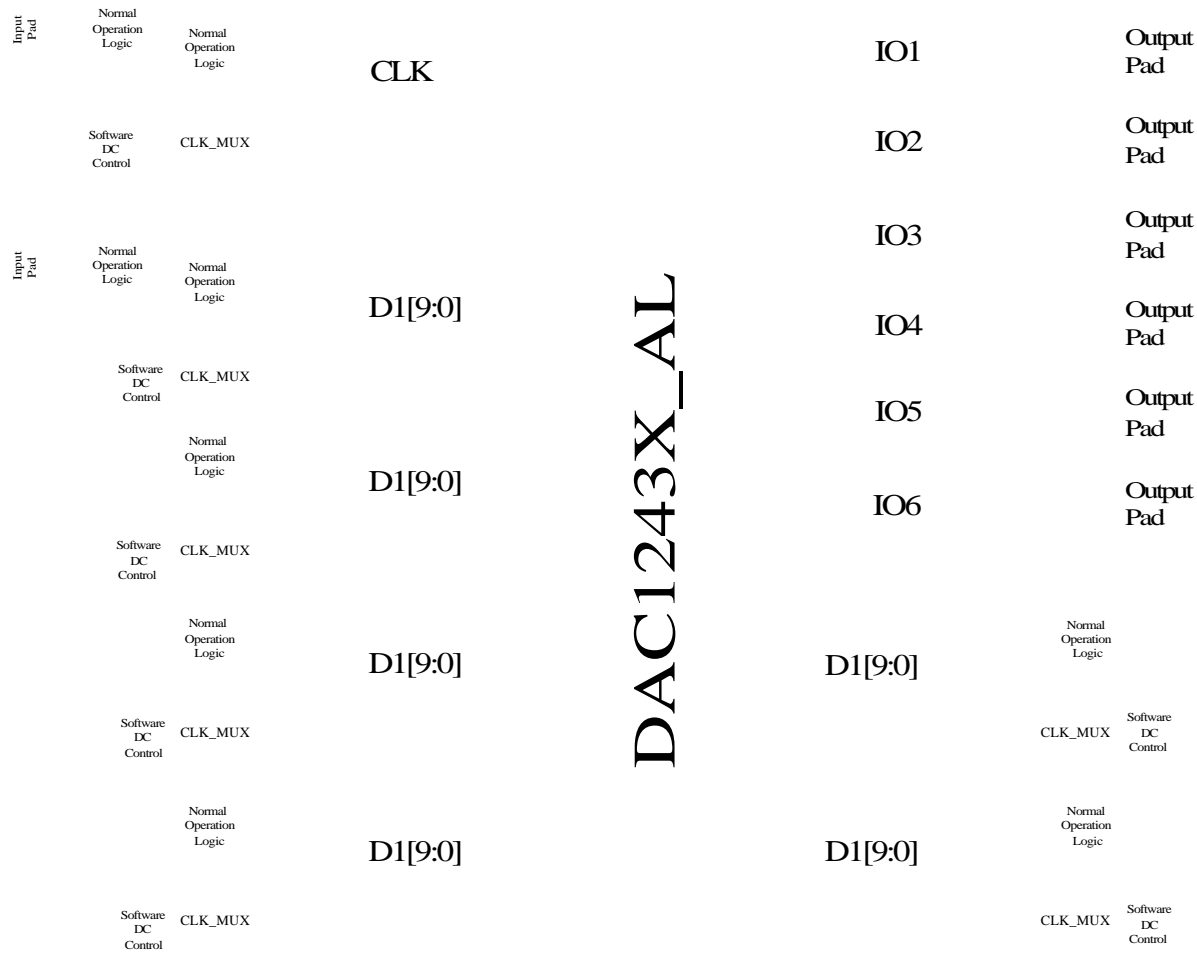 Input
Pad
Normal
Operation
Logic
Normal
Operation
Logic
CLK
IO1
Output
Pad
Software
DC
Control
CLK_MUX
IO2
Output
Pad
IO3
Output
Pad
Input
Pad
Normal
Operation
Logic
Normal
Operation
Logic
D1[9:0]
IO4
Output
Pad
Software
DC
Control
CLK_MUX
IO5
Output
Pad
Normal
Operation
Logic
D1[9:0]
IO6
Output
Pad
Software
DC
Control
CLK_MUX
DAC1243X_AL
Normal
Operation
Logic
D1[9:0]
D1[9:0]
Normal
Operation
Logic
Software
DC
Control
CLK_MUX
CLK_MUX
Software
DC
Control
Normal
Operation
Logic
D1[9:0]
D1[9:0]
Normal
Operation
Logic
Software
DC
Control
CLK_MUX
CLK_MUX
Software
DC
Control